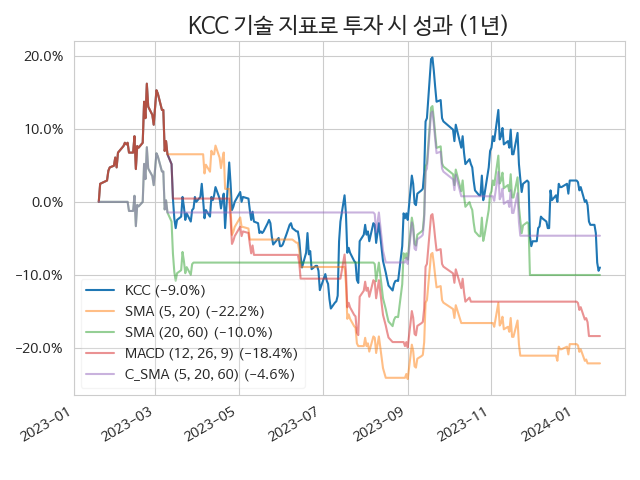 KCC 기술 지표로 투자 시 성과 (1년)
20.0%
10.0%
0.0%
−10.0%
−20.0%
KCC (−9.0%)
SMA (5, 20) (−22.2%)
SMA (20, 60) (−10.0%)
MACD (12, 26, 9) (−18.4%)
C_SMA (5, 20, 60) (−4.6%)
2023−01
2023−03
2023−05
2023−07
2023−09
2023−11
2024−01